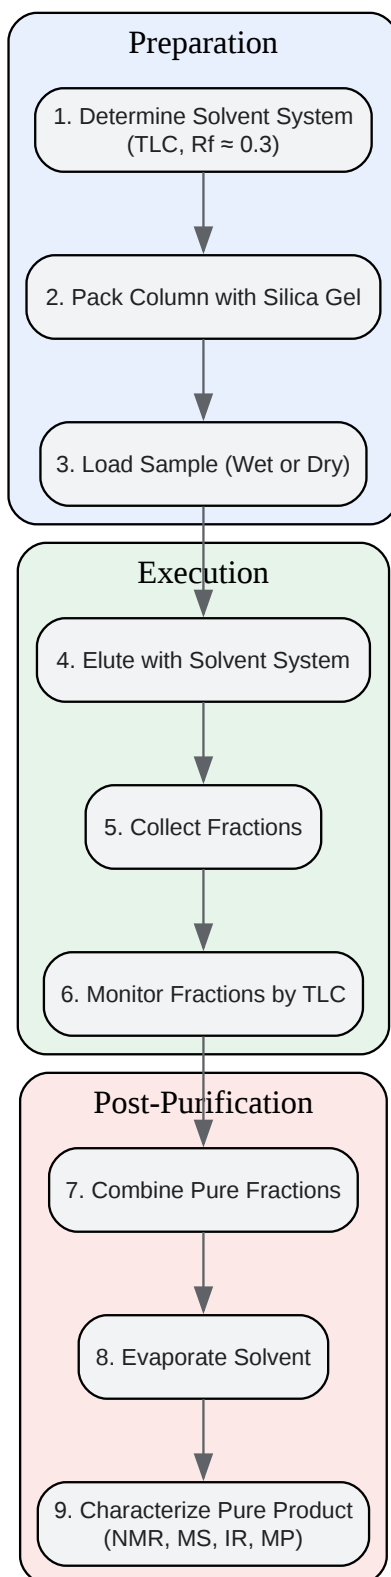 Preparation
1. Determine Solvent System
(TLC, Rf ≈ 0.3)
2. Pack Column with Silica Gel
3. Load Sample (Wet or Dry)
Execution
4. Elute with Solvent System
5. Collect Fractions
6. Monitor Fractions by TLC
Post-Purification
7. Combine Pure Fractions
8. Evaporate Solvent
9. Characterize Pure Product
(NMR, MS, IR, MP)